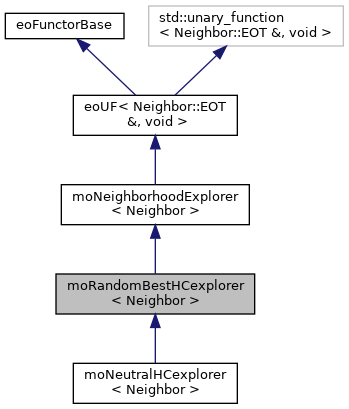 eoFunctorBase
std::unary_function
< Neighbor::EOT &, void >
eoUF< Neighbor::EOT
&, void >
moNeighborhoodExplorer
< Neighbor >
moRandomBestHCexplorer
< Neighbor >
moNeutralHCexplorer
< Neighbor >